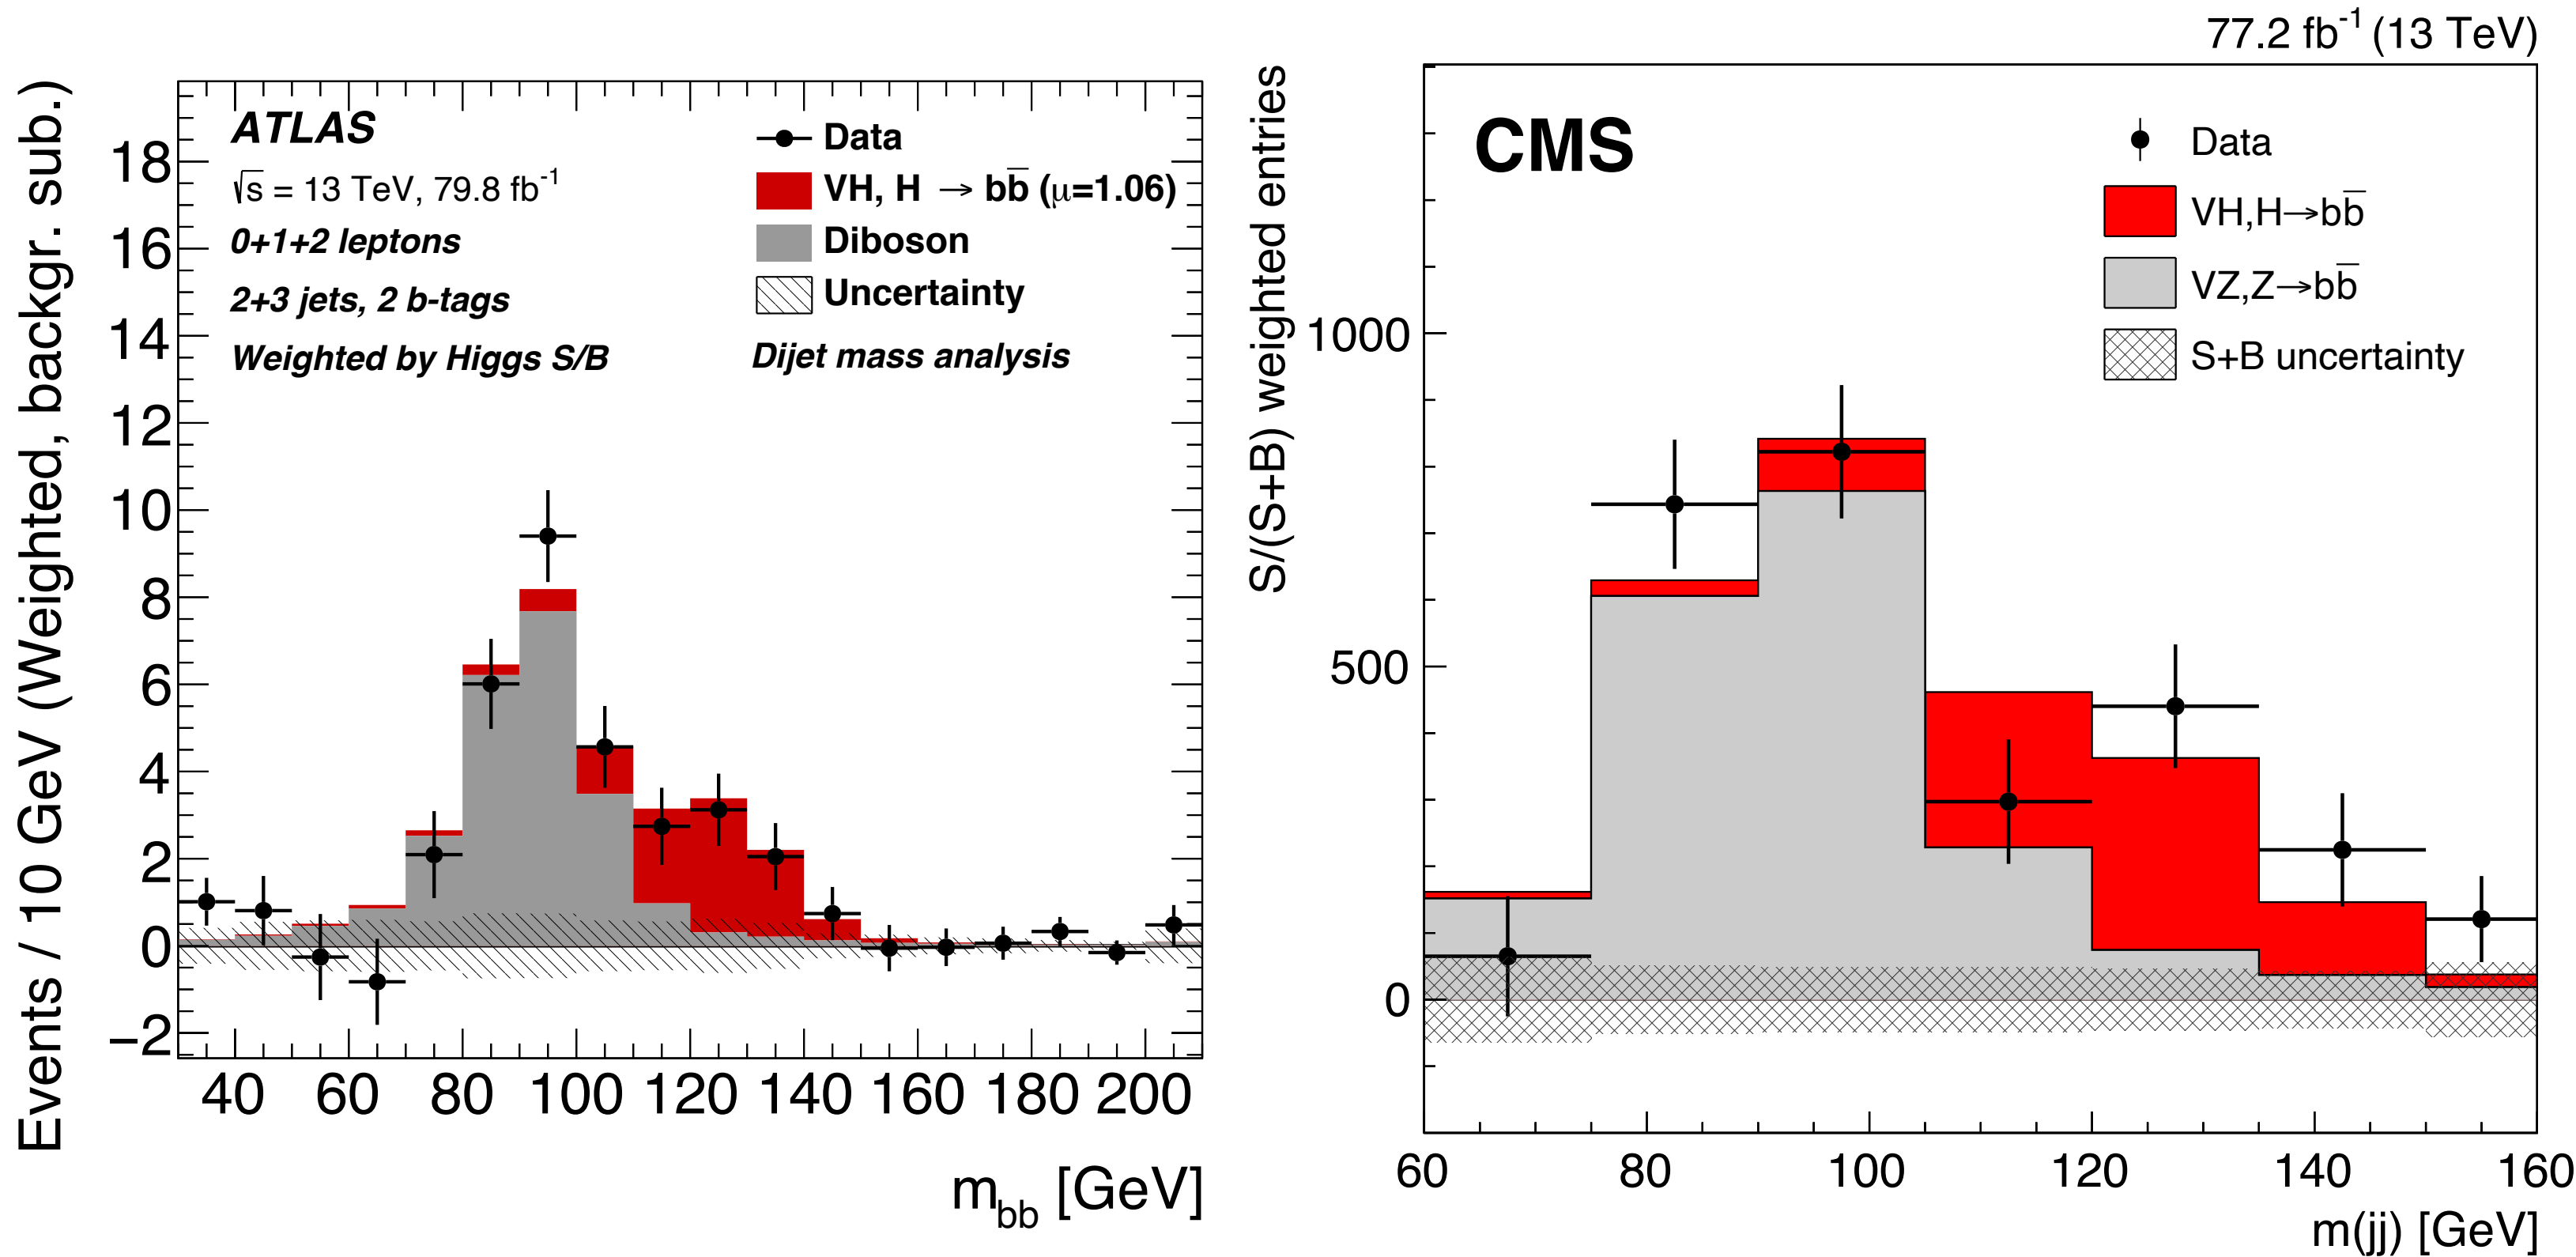 Events / 10 GeV (Weighted, backgr. sub.)
18
16
14
12
10
8
6
4
2
0
−2
ATLAS
√s = 13 TeV, 79.8 fb⁻¹
0+1+2 leptons
2+3 jets, 2 b-tags
Weighted by Higgs S/B
Data
VH, H → bb̅ (μ=1.06)
Diboson
Uncertainty
Dijet mass analysis
40 60 80 100 120 140 160 180 200
m_bb [GeV]
77.2 fb⁻¹ (13 TeV)
S/(S+B) weighted entries
1000
500
0
CMS
Data
VH,H→bb̅
VZ,Z→bb̅
S+B uncertainty
60 80 100 120 140 160
m(jj) [GeV]